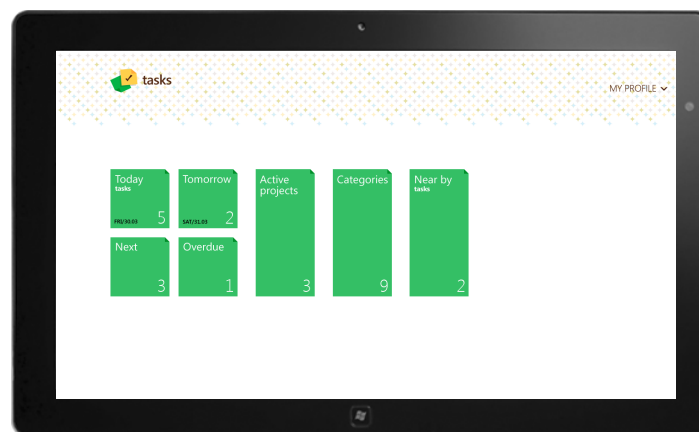 tasks
MY PROFILE
Today
tasks
FRI/30.03
5
Tomorrow
SAT/31.03
2
Active
projects
3
Categories
9
Near by
tasks
2
Next
3
Overdue
1